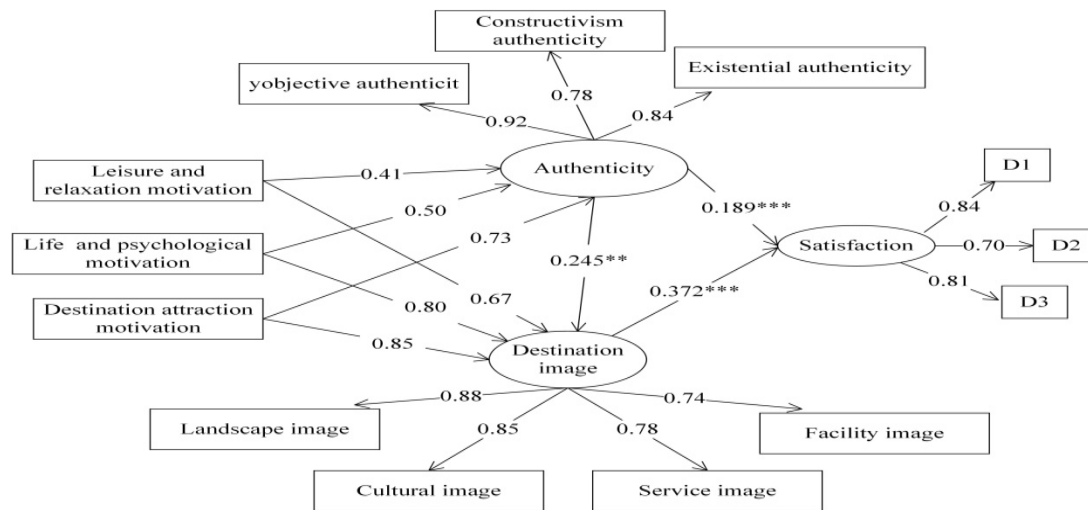 Constructivism
authenticity
yobjective authenticit
Existential authenticity
0.92
0.78
0.84
Authenticity
Leisure and
relaxation motivation
0.41
D1
0.84
0.189***
0.50
Life and psychological
motivation
0.73
Satisfaction
0.70
D2
0.245**
0.81
0.372***
D3
Destination attraction
motivation
0.80
0.67
0.85
Destination
image
0.88
0.74
Landscape image
0.85
0.78
Facility image
Cultural image
Service image